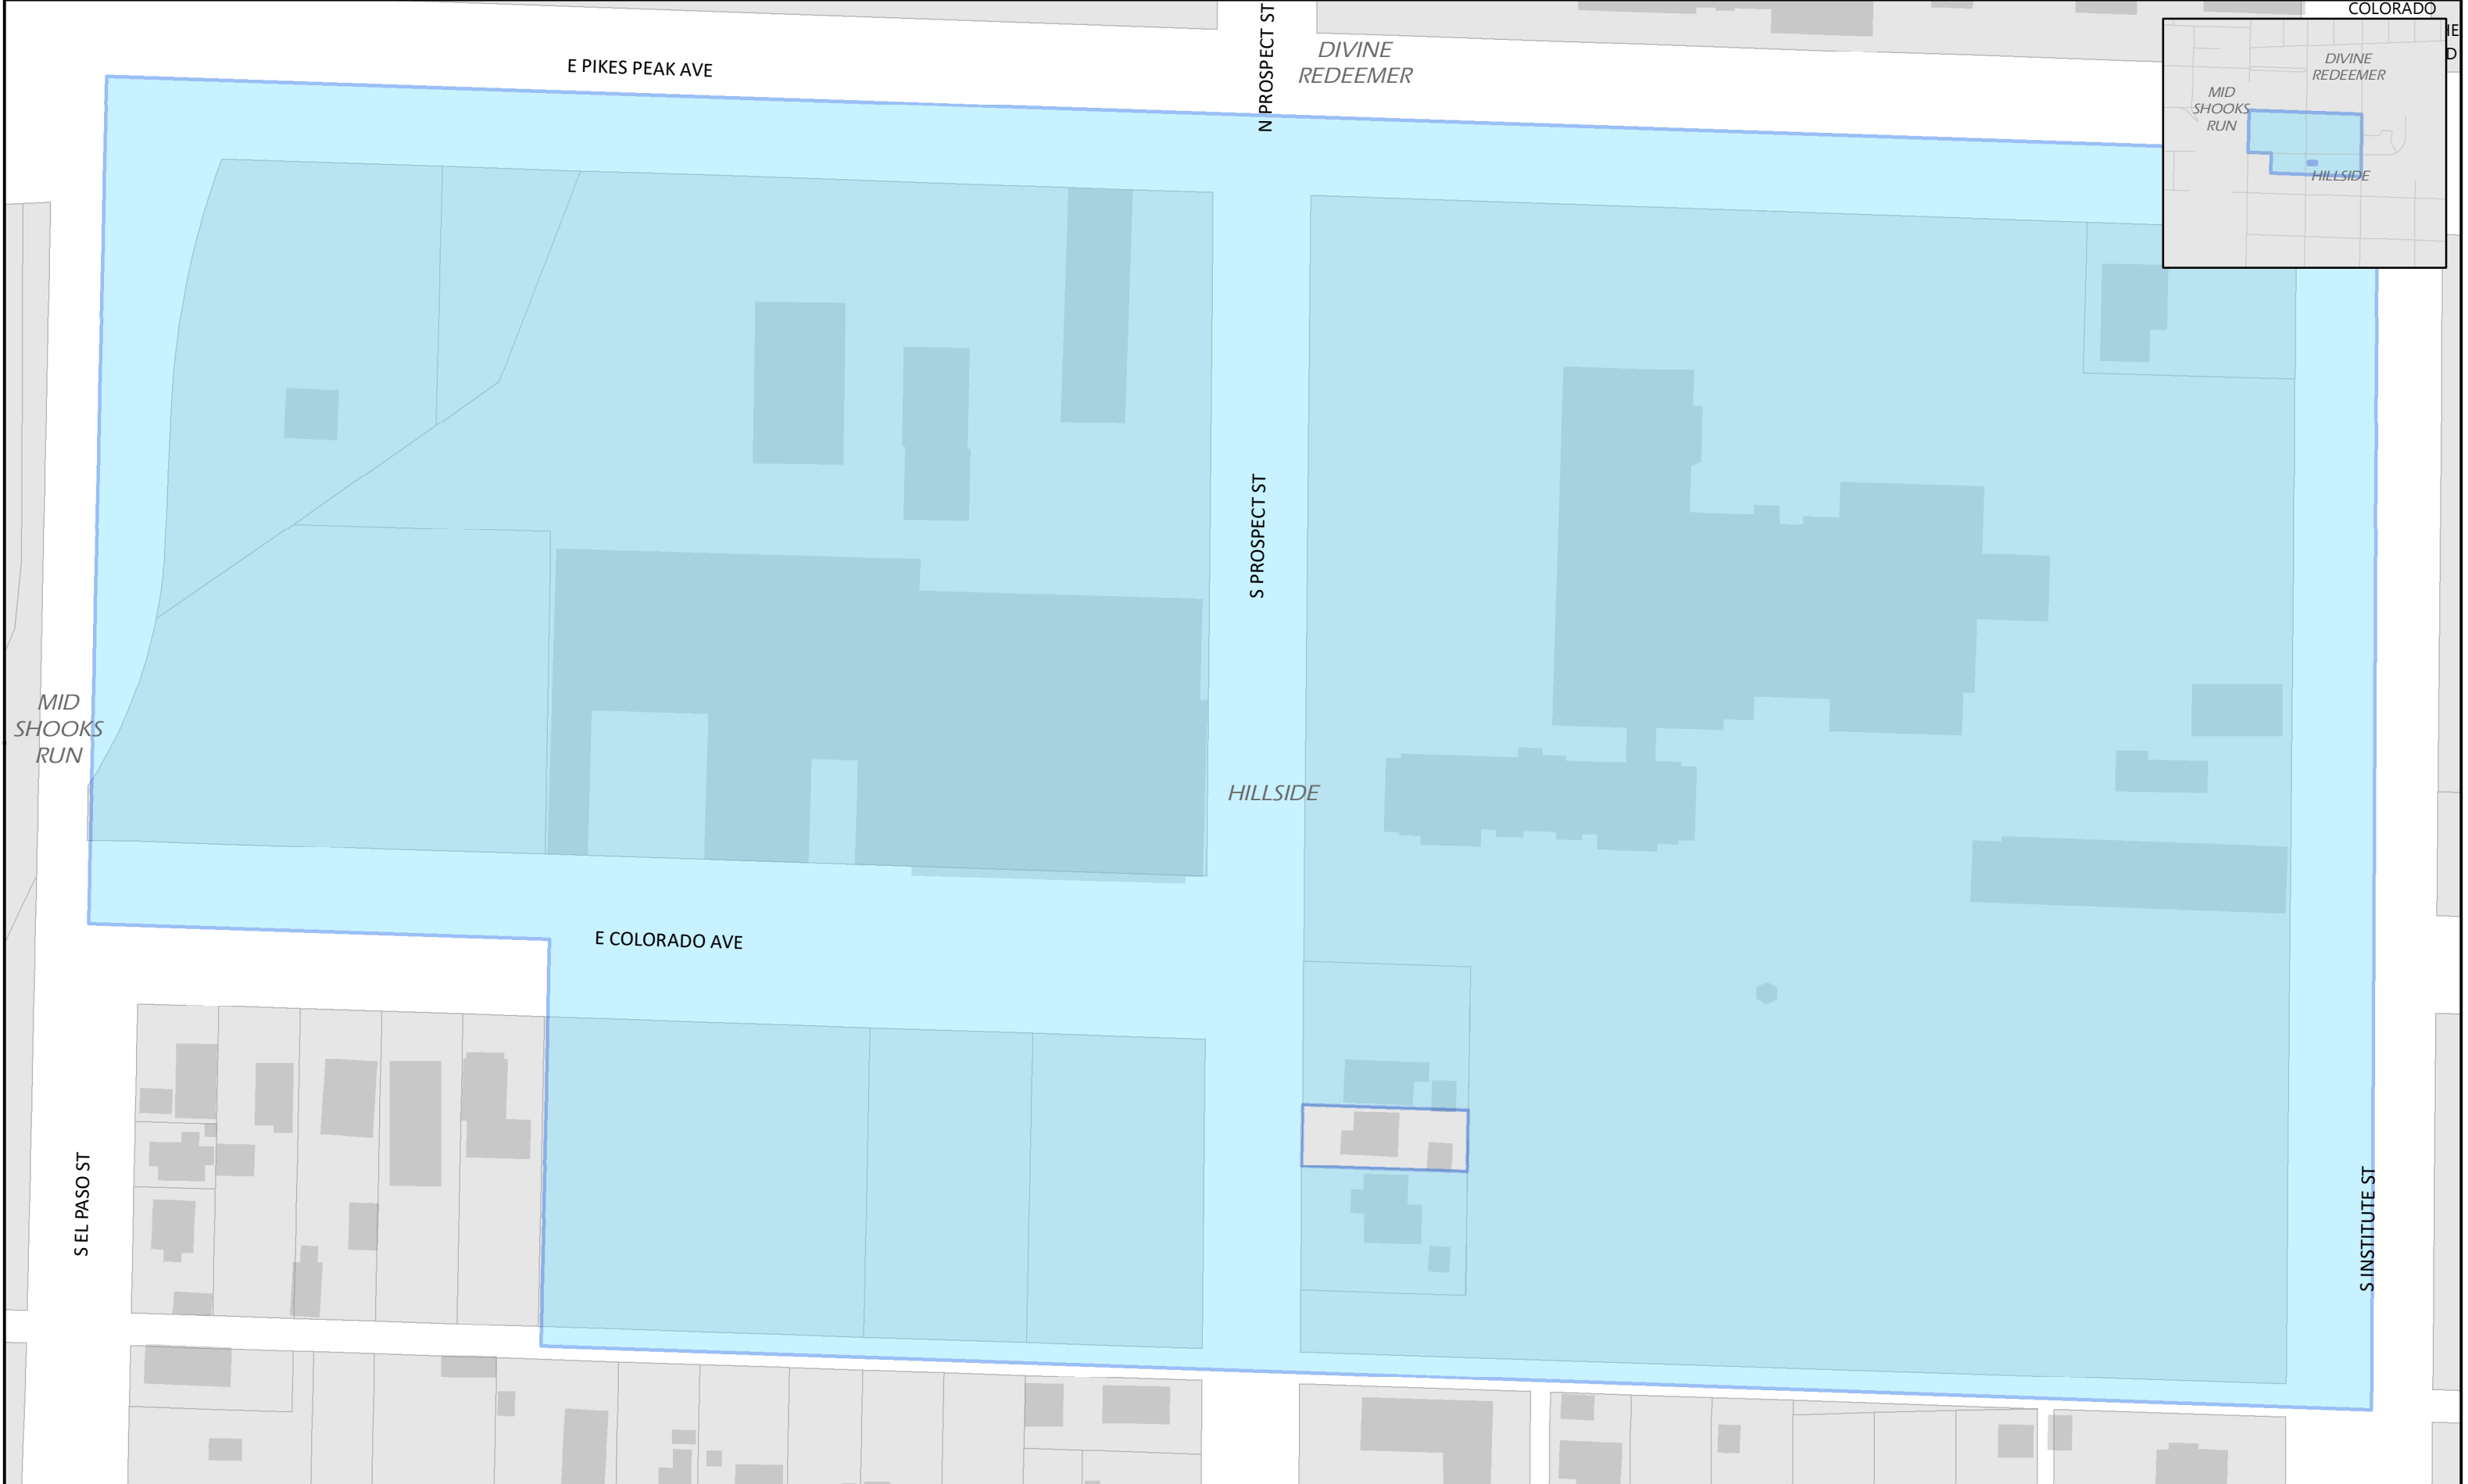 COLORADO
N PROSPECT ST
DIVINE
REDEEMER
E PIKES PEAK AVE
DIVINE
REDEEMER
MID
SHOOKS
RUN
HILLSIDE
S PROSPECT ST
MID
SHOOKS
RUN
HILLSIDE
E COLORADO AVE
S EL PASO ST
S INSTITUTE ST